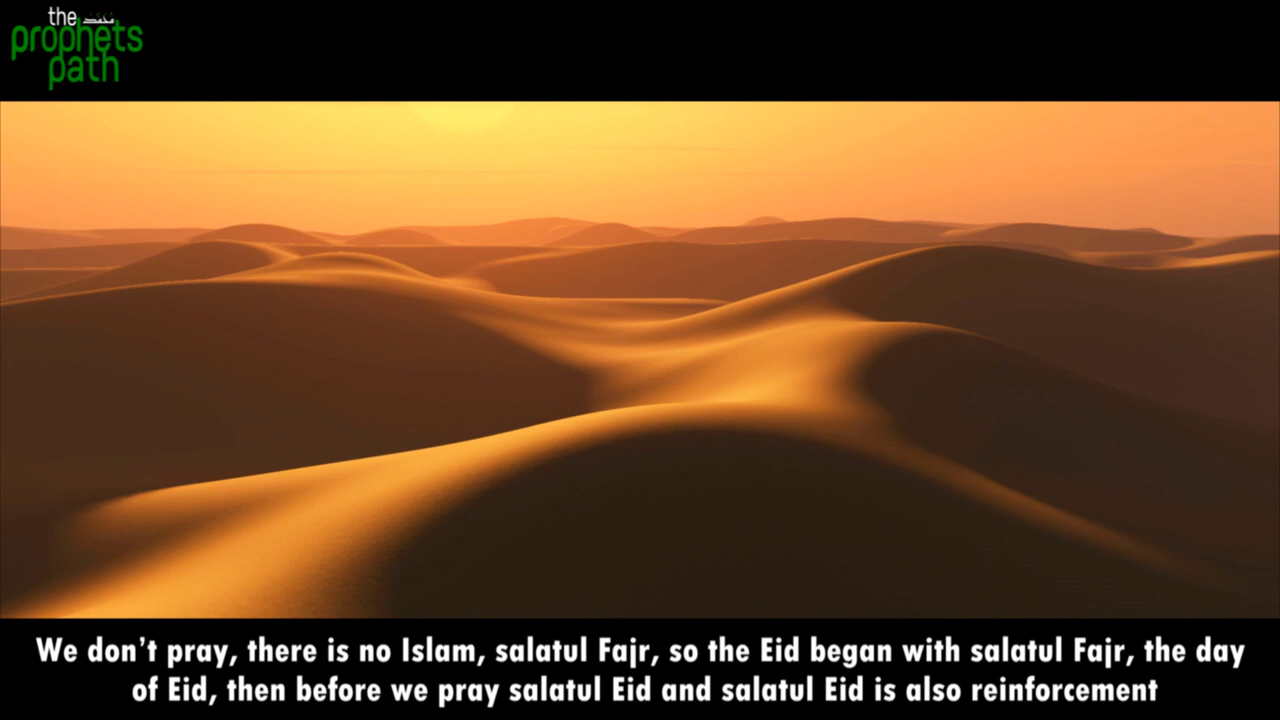 the محمد
prophets
path
We don't pray, there is no Islam, salatul Fajr, so the Eid began with salatul Fajr, the day
of Eid, then before we pray salatul Eid and salatul Eid is also reinforcement